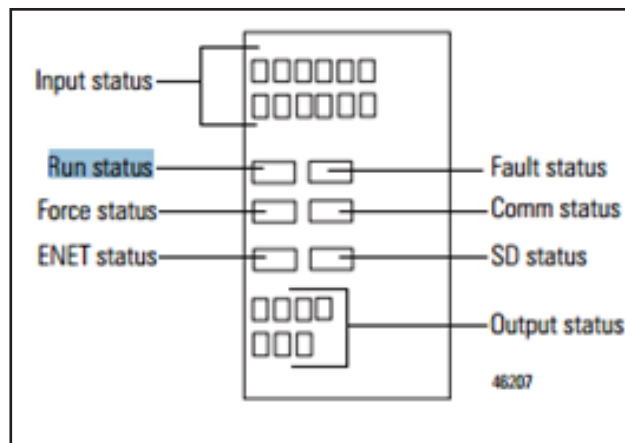 Input status
Run status
Fault status
Force status
Comm status
ENET status
SD status
Output status
46207